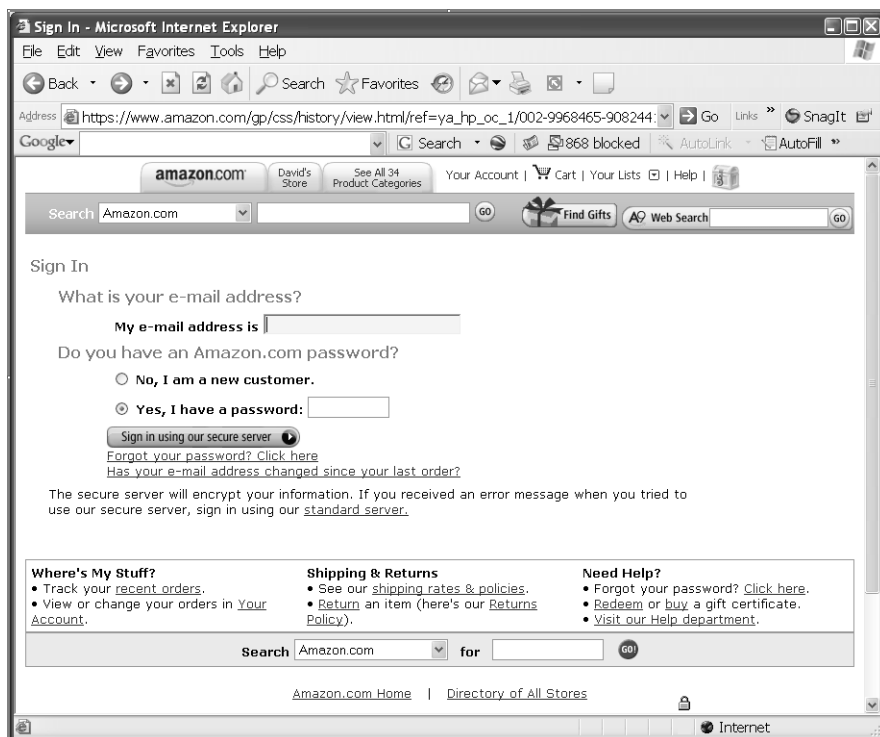 Sign In - Microsoft Internet Explorer
File Edit View Favorites Tools Help
Back Search Favorites
Address https://www.amazon.com/gp/css/history/view.html/ref=ya_hp_oc_1/002-9968465-908244: Go Links » SnagIt
Google Search 868 blocked AutoLink AutoFill »
amazon.com David's Store See All 34 Product Categories Your Account | Cart | Your Lists | Help |
Search Amazon.com GO Find Gifts A9 Web Search GO
Sign In
What is your e-mail address?
My e-mail address is
Do you have an Amazon.com password?
No, I am a new customer.
Yes, I have a password:
Sign in using our secure server
Forgot your password? Click here
Has your e-mail address changed since your last order?
The secure server will encrypt your information. If you received an error message when you tried to
use our secure server, sign in using our standard server.
Where's My Stuff?
• Track your recent orders.
• View or change your orders in Your
Account.
Shipping & Returns
• See our shipping rates & policies.
• Return an item (here's our Returns
Policy).
Need Help?
• Forgot your password? Click here.
• Redeem or buy a gift certificate.
• Visit our Help department.
Search Amazon.com for GO!
Amazon.com Home | Directory of All Stores
Internet